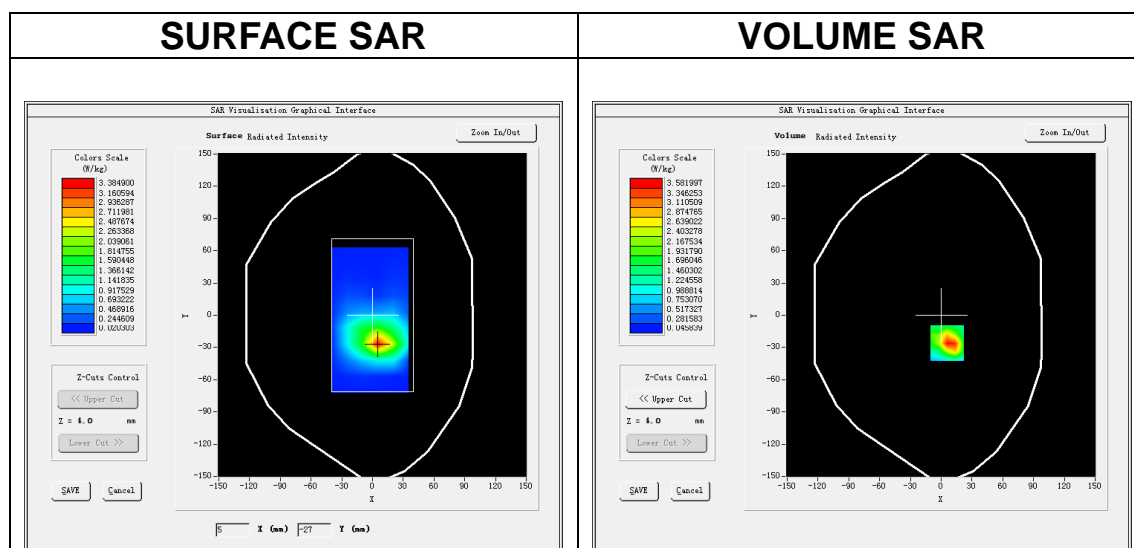 SURFACE SAR
VOLUME SAR
SAR Visualisation Graphical Interface
Surface Radiated Intensity
Zoom In/Out
Colors Scale
(W/kg)
3.384900
3.160594
2.936287
2.711981
2.487674
2.263368
2.039061
1.814755
1.590448
1.366142
1.141835
0.917529
0.693222
0.468916
0.244609
0.020303
150
120
90
60
30
0
-30
-60
-90
-120
-150
Y
-150 -120 -90 -60 -30 0 30 60 90 120 150
X
Z-Cuts Control
<< Upper Cut
Z = 4.0 mm
Lower Cut >>
SAVE Cancel
5 X (mm) -27 Y (mm)
SAR Visualisation Graphical Interface
Volume Radiated Intensity
Zoom In/Out
Colors Scale
(W/kg)
3.581997
3.346253
3.110509
2.874765
2.639022
2.403278
2.167534
1.931790
1.696046
1.460302
1.224558
0.988814
0.753070
0.517327
0.281583
0.045839
150
120
90
60
30
0
-30
-60
-90
-120
-150
Y
-150 -120 -90 -60 -30 0 30 60 90 120 150
X
Z-Cuts Control
<< Upper Cut
Z = 4.0 mm
Lower Cut >>
SAVE Cancel